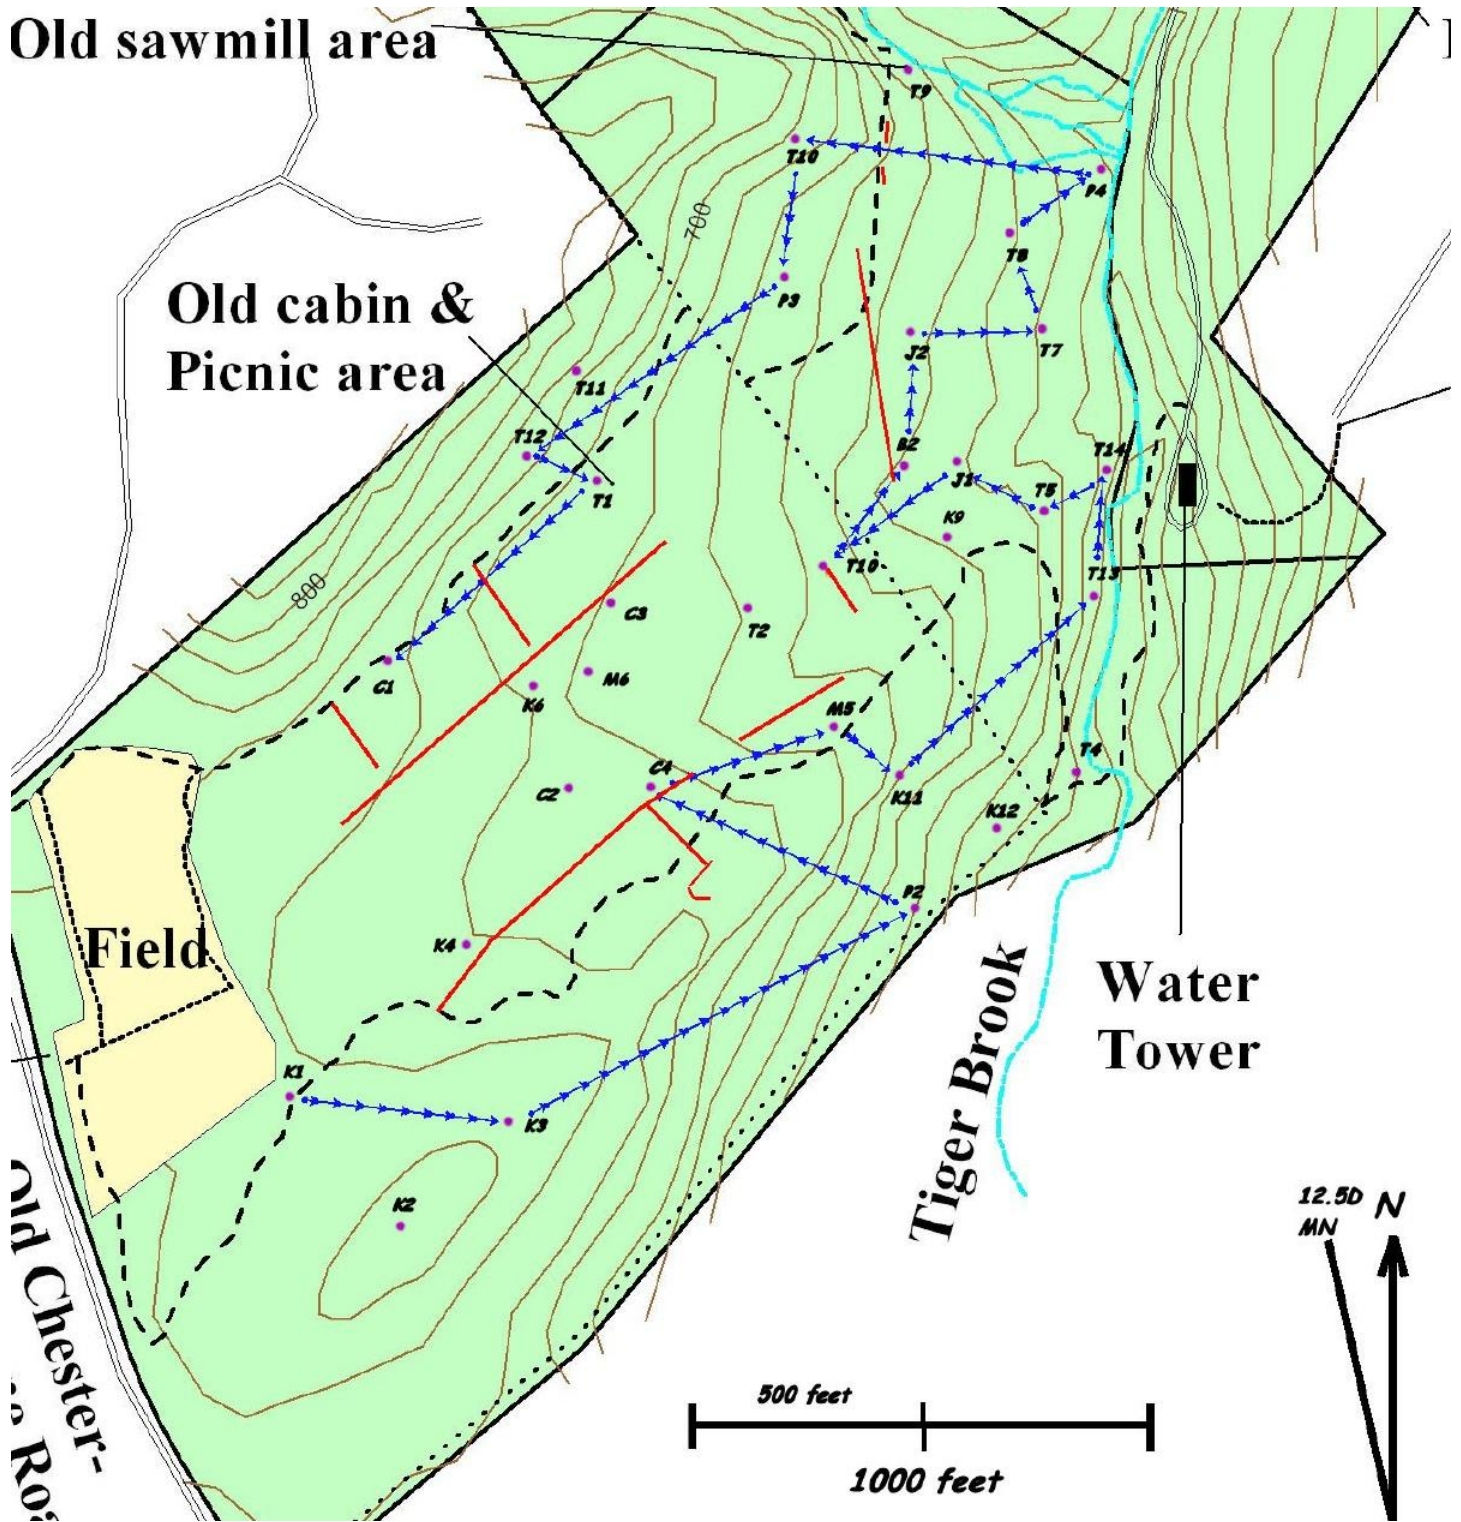 Old sawmill area
T9
T10
P4
700
T8
Old cabin &
Picnic area
P3
J2
T7
T11
T12
B2
T14
J1
T1
T5
K9
T10
T13
800
C3
T2
C1
M6
K6
M5
T4
C4
C2
K11
K12
P2
K4
Field
Water
Tower
Tiger Brook
K1
K3
K2
Old Chester-
12.5D
MN
N
500 feet
1000 feet